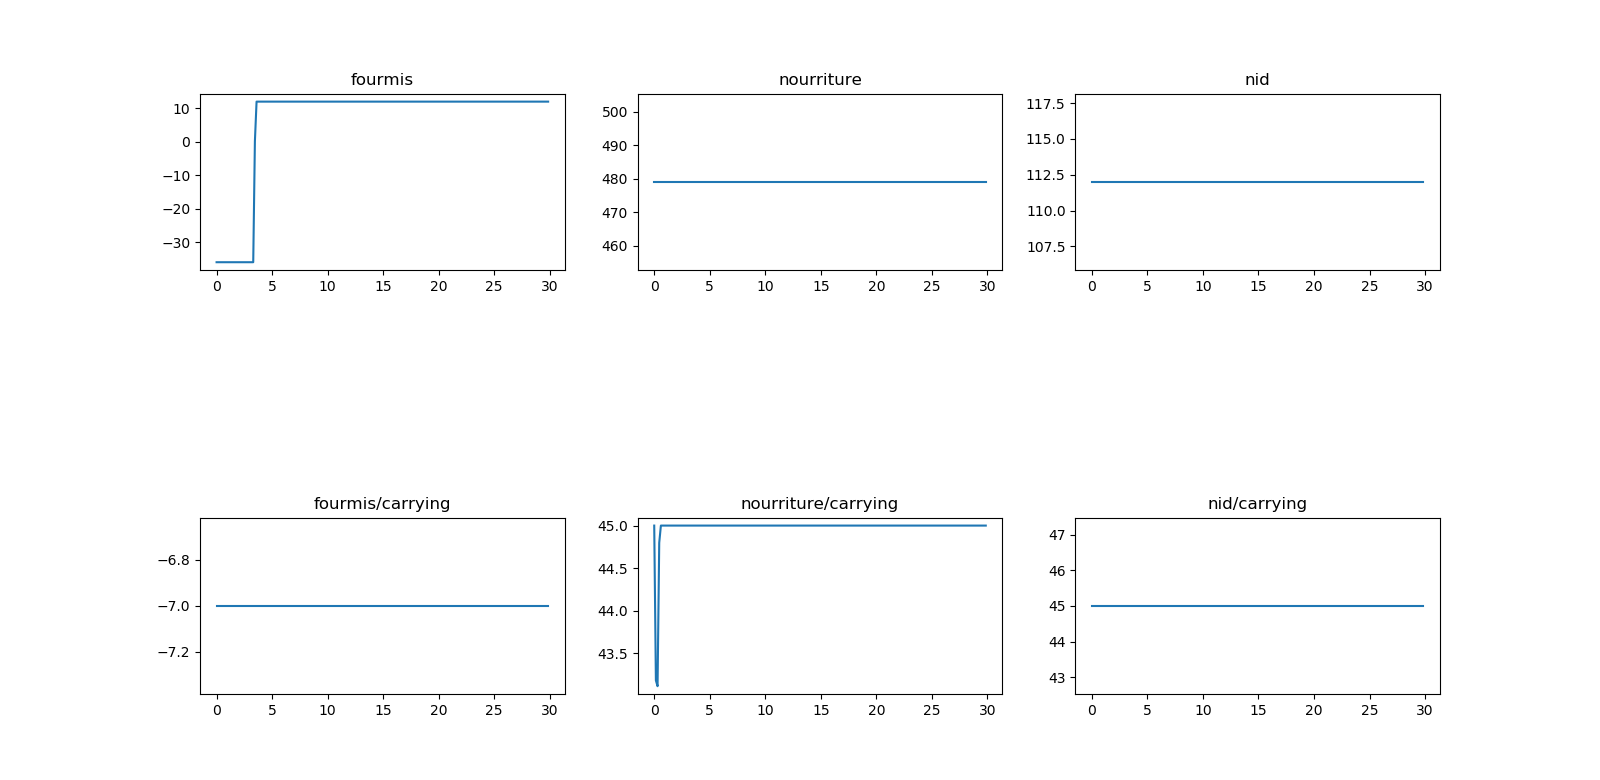 fourmis
nourriture
nid
10
0
−10
−20
−30
0 5 10 15 20 25 30
500
490
480
470
460
0 5 10 15 20 25 30
117.5
115.0
112.5
110.0
107.5
0 5 10 15 20 25 30
fourmis/carrying
nourriture/carrying
nid/carrying
−6.8
−7.0
−7.2
0 5 10 15 20 25 30
45.0
44.5
44.0
43.5
0 5 10 15 20 25 30
47
46
45
44
43
0 5 10 15 20 25 30